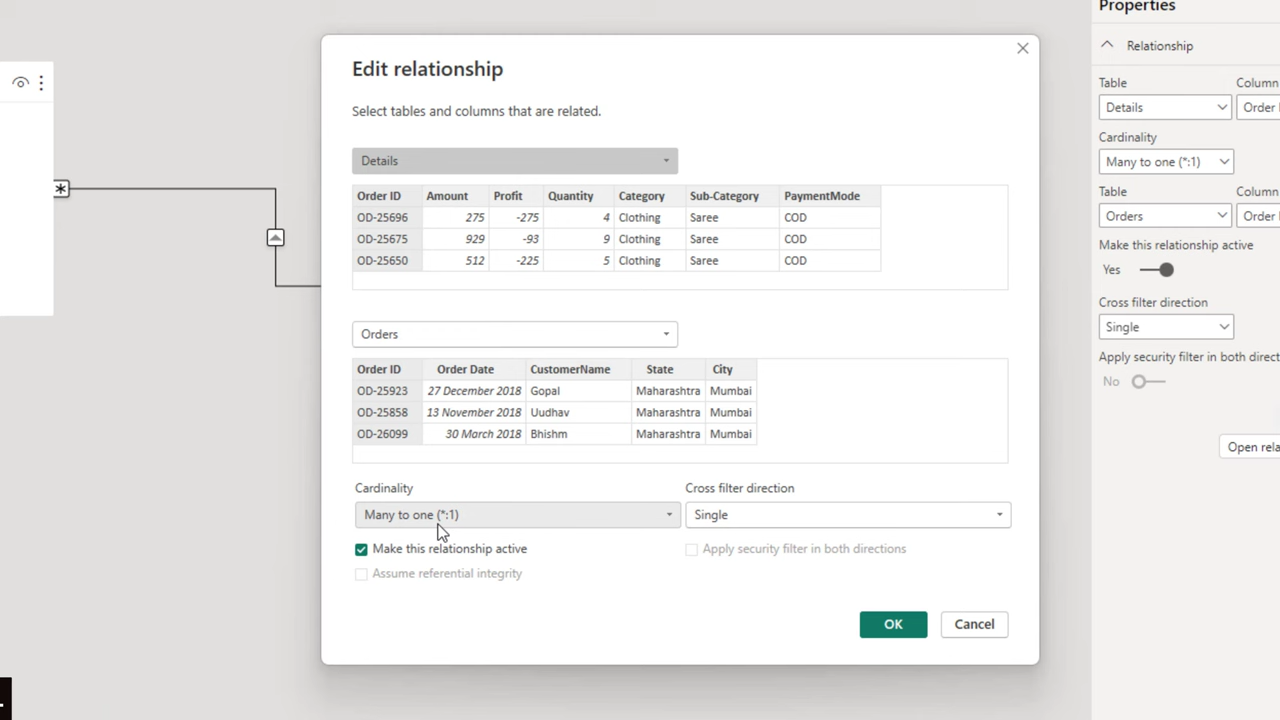 Properties
Relationship
Table
Column
Details
Order
Cardinality
Many to one (*:1)
Table
Column
Orders
Order
Make this relationship active
Yes
Cross filter direction
Single
Apply security filter in both direct
No
Open rela
Edit relationship
Select tables and columns that are related.
Details
Order ID Amount Profit Quantity Category Sub-Category PaymentMode
OD-25696 275 -275 4 Clothing Saree COD
OD-25675 929 -93 9 Clothing Saree COD
OD-25650 512 -225 5 Clothing Saree COD
Orders
Order ID Order Date CustomerName State City
OD-25923 27 December 2018 Gopal Maharashtra Mumbai
OD-25858 13 November 2018 Uudhav Maharashtra Mumbai
OD-26099 30 March 2018 Bhishm Maharashtra Mumbai
Cardinality
Cross filter direction
Many to one (*:1)
Single
Make this relationship active
Apply security filter in both directions
Assume referential integrity
OK
Cancel